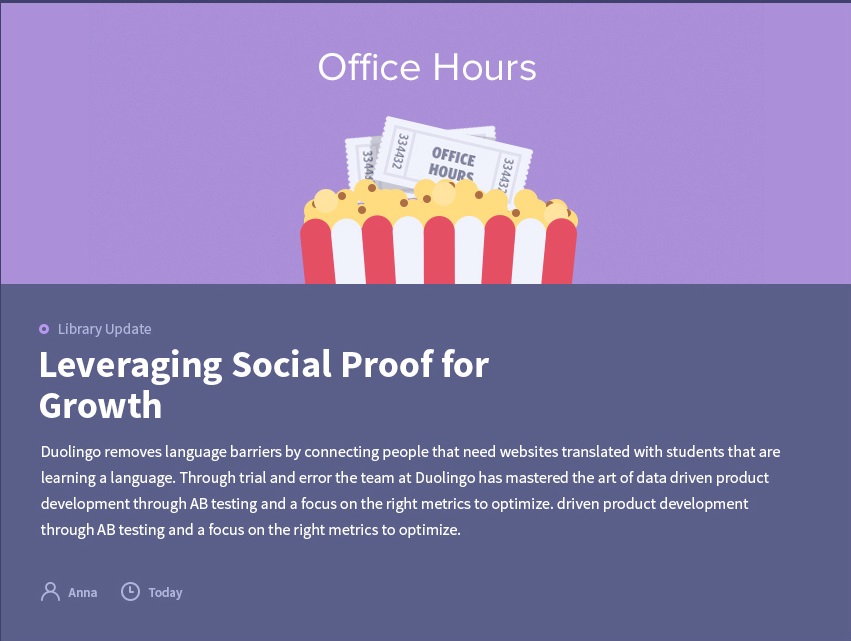 Office Hours
334432
OFFICE
HOURS
334432
Library Update
Leveraging Social Proof for
Growth
Duolingo removes language barriers by connecting people that need websites translated with students that are
learning a language. Through trial and error the team at Duolingo has mastered the art of data driven product
development through AB testing and a focus on the right metrics to optimize. driven product development
through AB testing and a focus on the right metrics to optimize.
Anna
Today